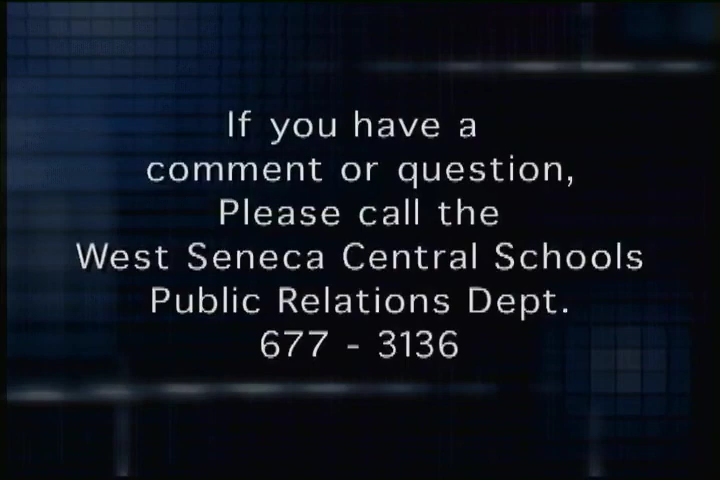 If you have a
comment or question,
Please call the
West Seneca Central Schools
Public Relations Dept.
677 - 3136